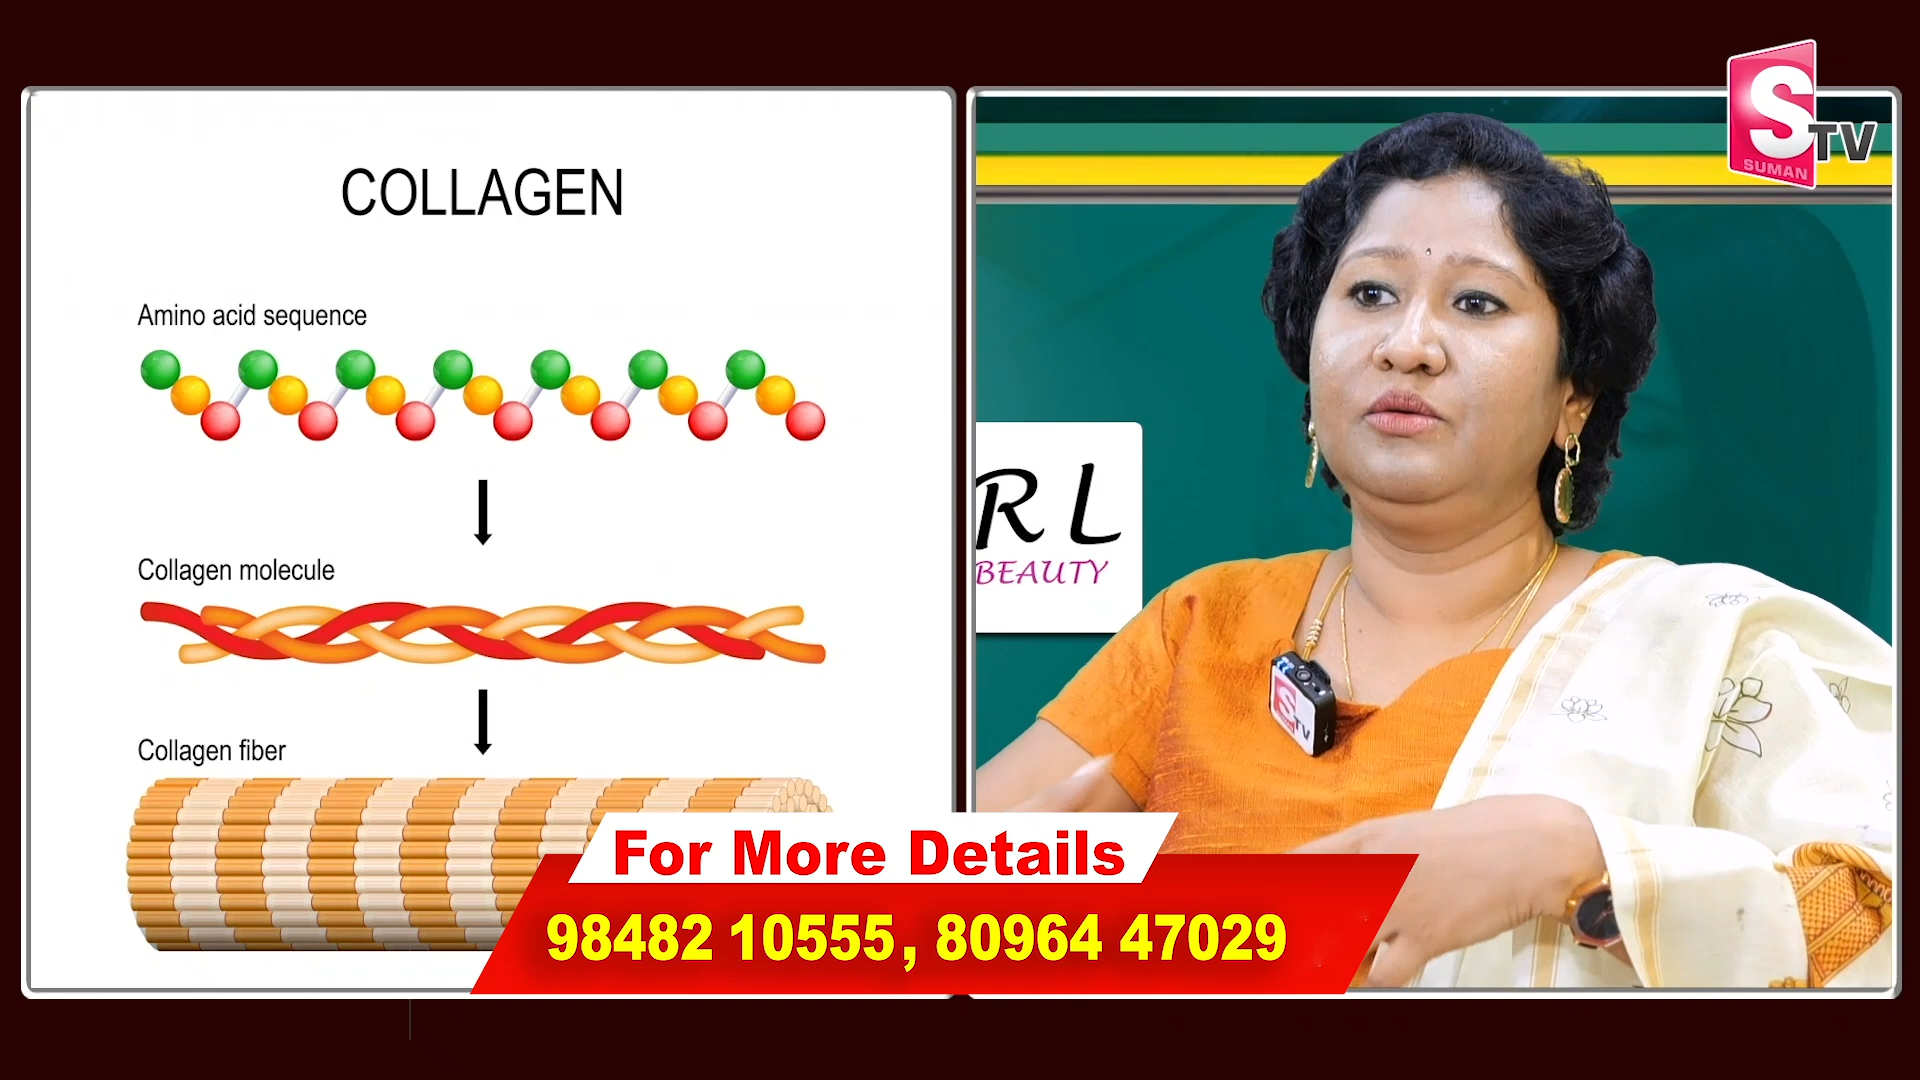 COLLAGEN
Amino acid sequence
Collagen molecule
Collagen fiber
S TV
SUMAN
RL
BEAUTY
S
TV
For More Details
98482 10555, 80964 47029